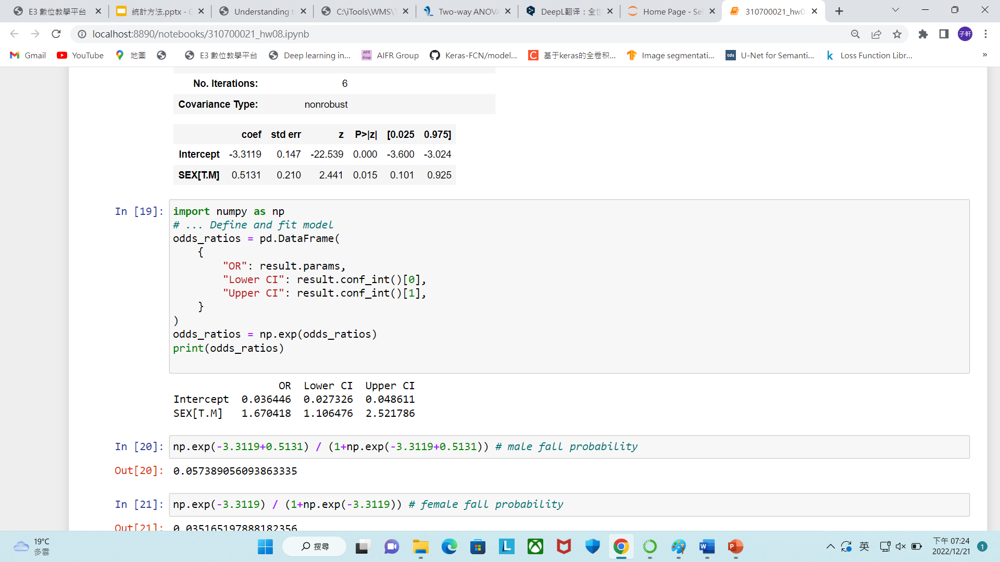 E3 數位教學平台
統計方法.pptx - G
Understanding t
C:\iTools\WMS\T
Two-way ANOVA
DeepL翻译：全世
Home Page - Sel
310700021_hw0
localhost:8890/notebooks/310700021_hw08.ipynb
子軒
Gmail
YouTube
地圖
E3 數位教學平台
Deep learning in...
AIFR Group
AIFR Group
Keras-FCN/model...
C
基于keras的全卷积...
Image segmentati...
tds
U-Net for Semanti...
k
Loss Function Libr...
»
No. Iterations: 6
Covariance Type: nonrobust
coef std err z P>|z| [0.025 0.975]
Intercept -3.3119 0.147 -22.539 0.000 -3.600 -3.024
SEX[T.M] 0.5131 0.210 2.441 0.015 0.101 0.925
In [19]: import numpy as np
# ... Define and fit model
odds_ratios = pd.DataFrame(
{
"OR": result.params,
"Lower CI": result.conf_int()[0],
"Upper CI": result.conf_int()[1],
}
)
odds_ratios = np.exp(odds_ratios)
print(odds_ratios)
OR Lower CI Upper CI
Intercept 0.036446 0.027326 0.048611
SEX[T.M] 1.670418 1.106476 2.521786
In [20]: np.exp(-3.3119+0.5131) / (1+np.exp(-3.3119+0.5131)) # male fall probability
Out[20]: 0.057389056093863335
In [21]: np.exp(-3.3119) / (1+np.exp(-3.3119)) # female fall probability
Out[21]: 0.035165197888182356
19°C
多雲
搜尋
L
W
P
英
下午 07:24
2022/12/21
1